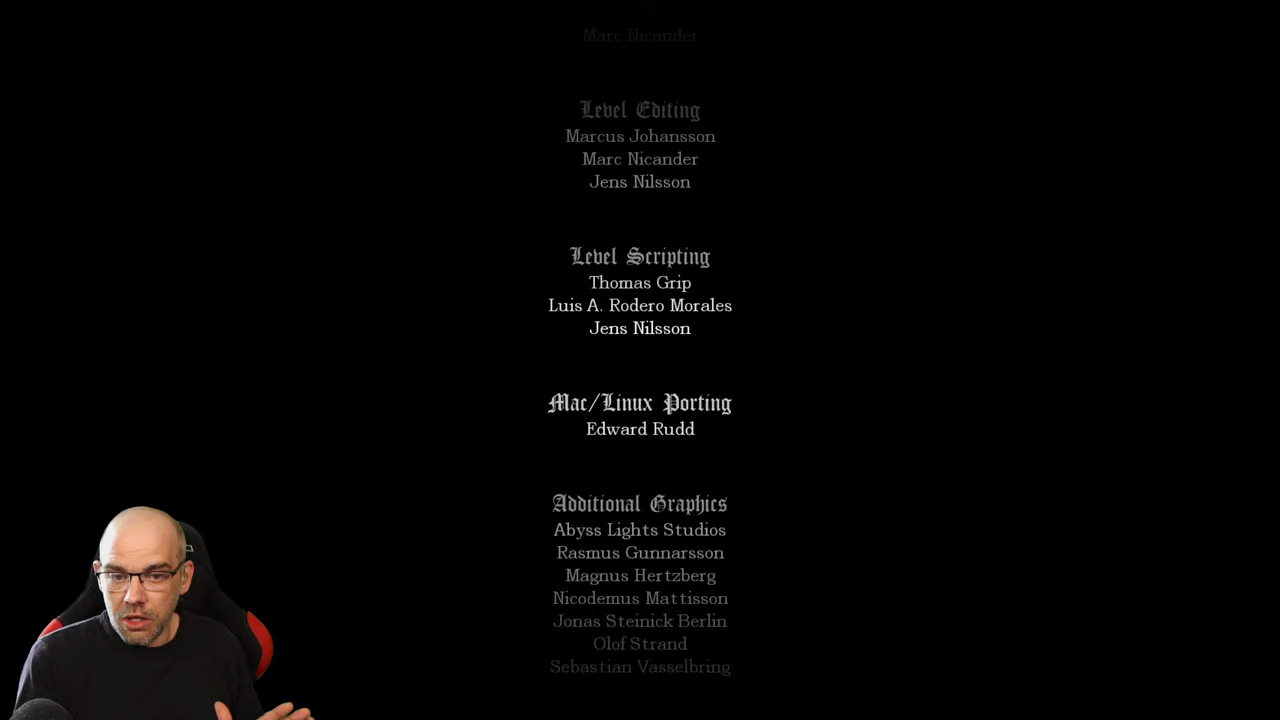 Marc Nicander
Level Editing
Marcus Johansson
Marc Nicander
Jens Nilsson
Level Scripting
Thomas Grip
Luis A. Rodero Morales
Jens Nilsson
Mac/Linux Porting
Edward Rudd
Additional Graphics
Abyss Lights Studios
Rasmus Gunnarsson
Magnus Hertzberg
Nicodemus Mattisson
Jonas Steinick Berlin
Olof Strand
Sebastian Vasselbring